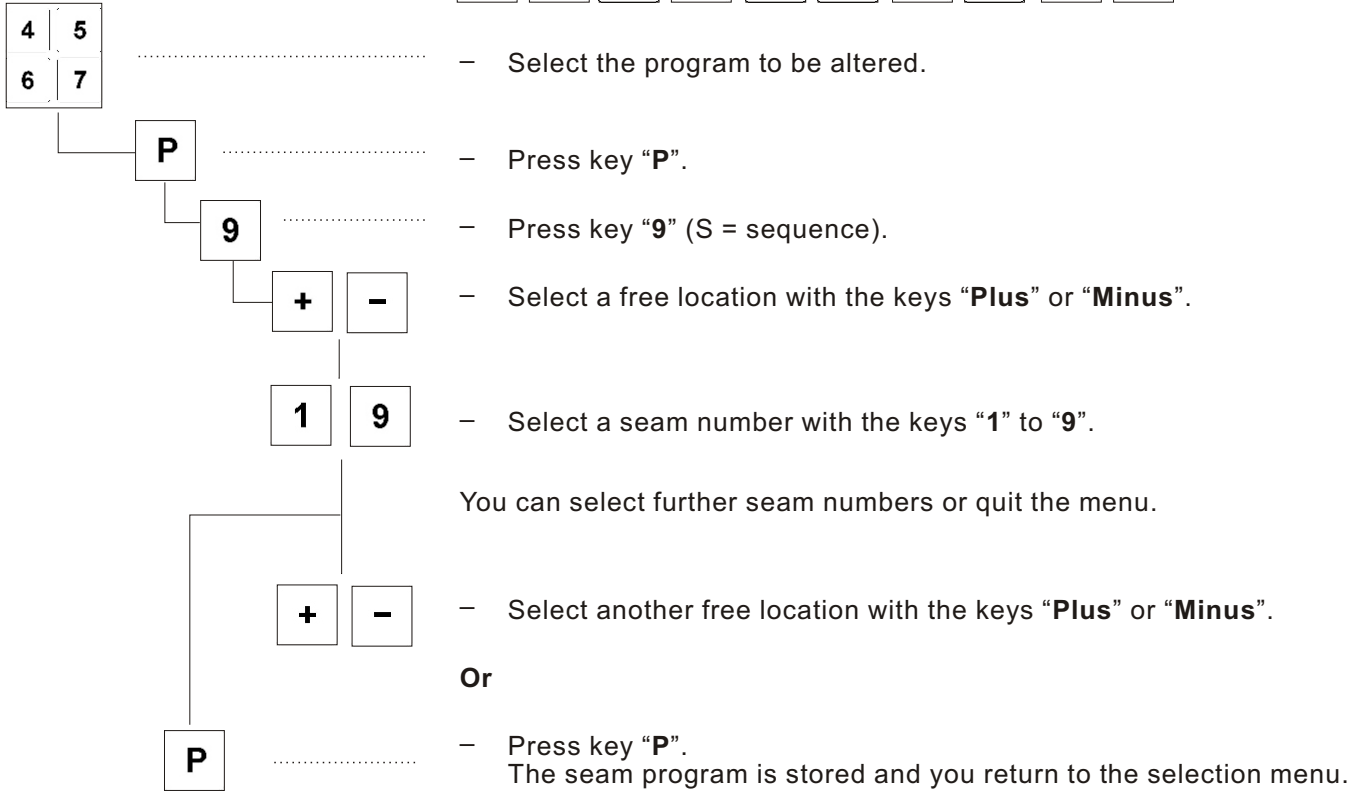 4 5
6 7
– Select the program to be altered.
P
– Press key “P”.
9
– Press key “9” (S = sequence).
+ –
– Select a free location with the keys “Plus” or “Minus”.
1 9
– Select a seam number with the keys “1” to “9”.
You can select further seam numbers or quit the menu.
+ –
– Select another free location with the keys “Plus” or “Minus”.
Or
P
– Press key “P”.
The seam program is stored and you return to the selection menu.